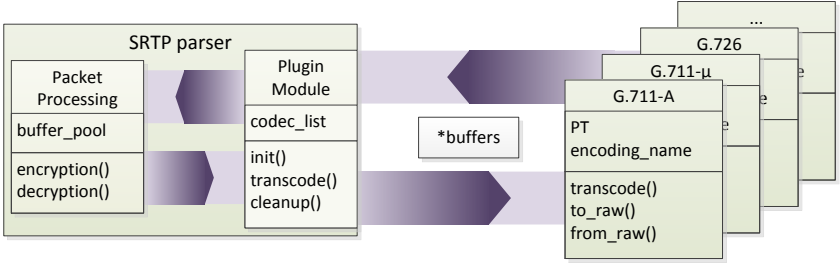 SRTP parser
Packet
Processing
buffer_pool
encryption()
decryption()
Plugin
Module
codec_list
init()
transcode()
cleanup()
*buffers
...
G.726
G.711-µ
G.711-A
PT
encoding_name
transcode()
to_raw()
from_raw()
e
e
e